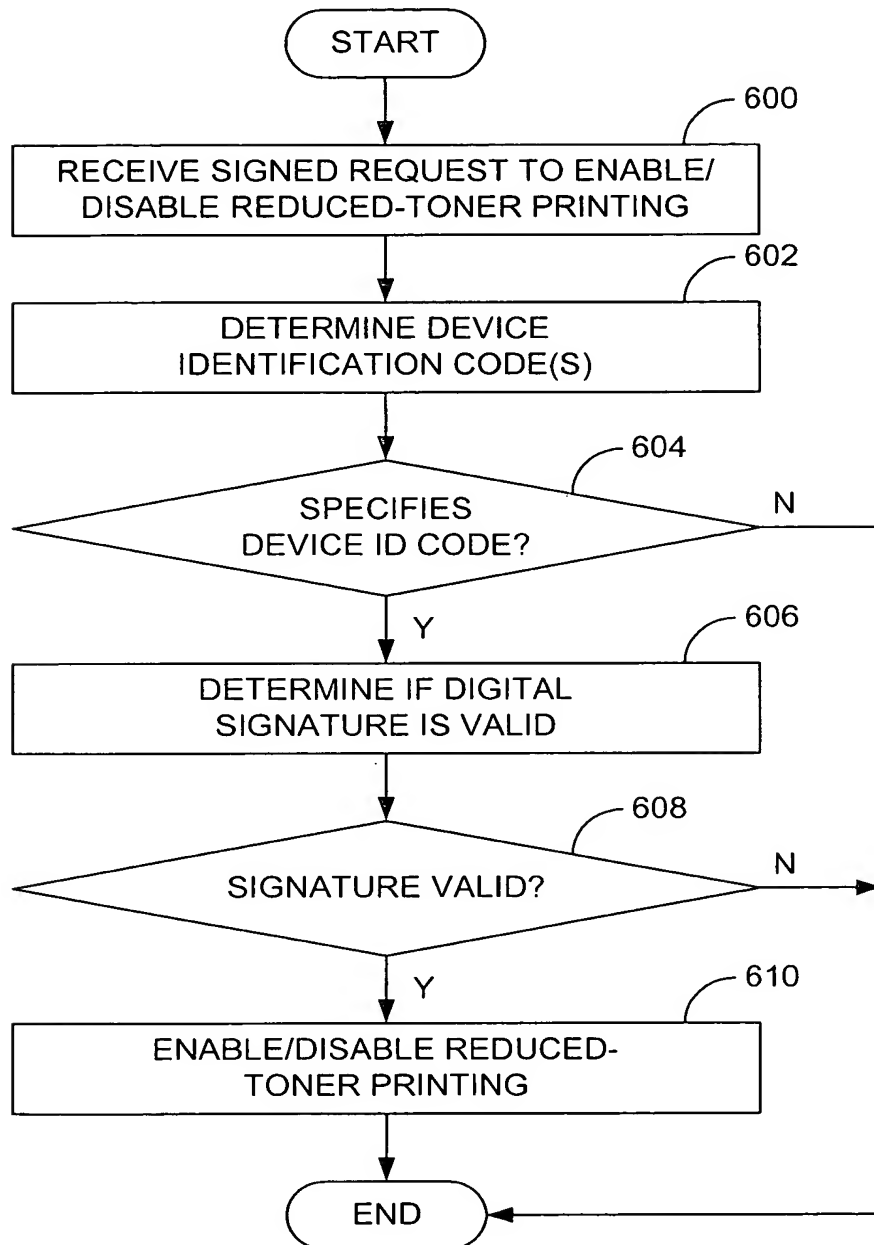 START
600
RECEIVE SIGNED REQUEST TO ENABLE/
DISABLE REDUCED-TONER PRINTING
602
DETERMINE DEVICE
IDENTIFICATION CODE(S)
604
SPECIFIES
DEVICE ID CODE?
N
Y
606
DETERMINE IF DIGITAL
SIGNATURE IS VALID
608
SIGNATURE VALID?
N
Y
610
ENABLE/DISABLE REDUCED-
TONER PRINTING
END